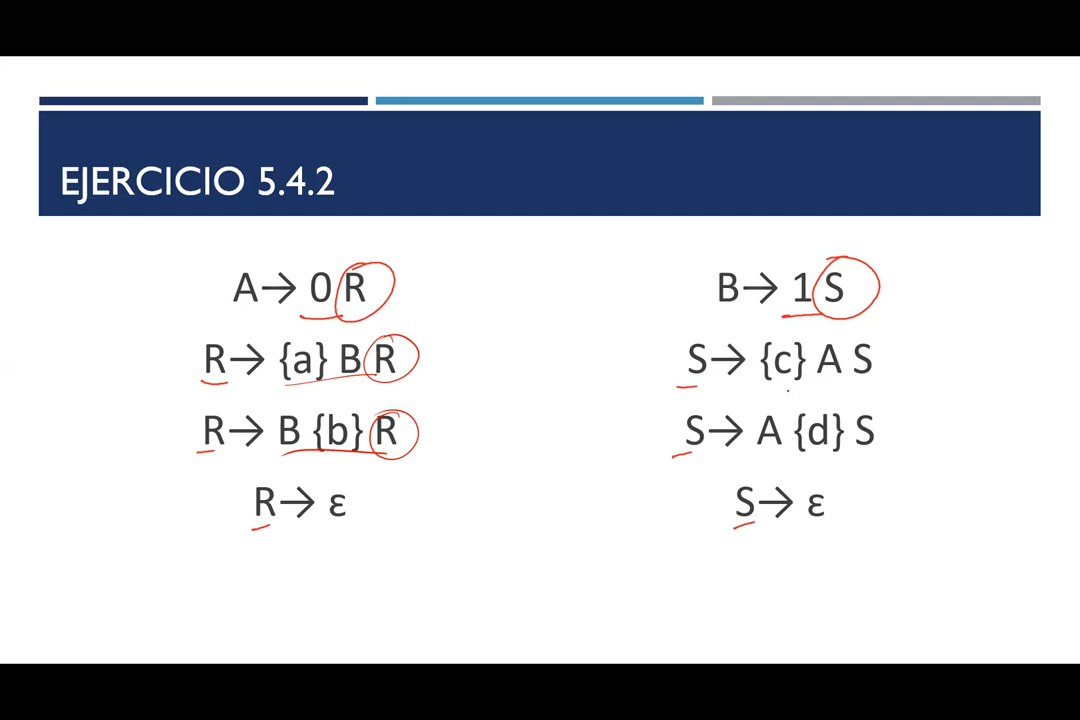 EJERCICIO 5.4.2
A→ 0 R
R→ {a} B R
R→ B {b} R
R→ ε
B→ 1 S
S→ {c} A S
S→ A {d} S
S→ ε